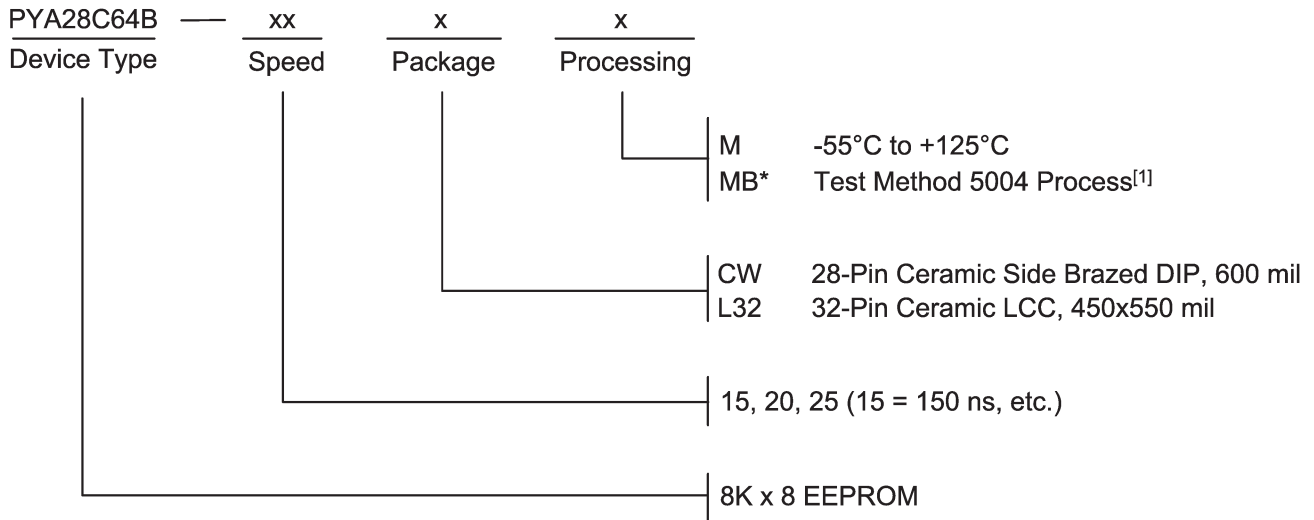 PYA28C64B — xx x x
Device Type Speed Package Processing
M -55°C to +125°C
MB* Test Method 5004 Process[1]
CW 28-Pin Ceramic Side Brazed DIP, 600 mil
L32 32-Pin Ceramic LCC, 450x550 mil
15, 20, 25 (15 = 150 ns, etc.)
8K x 8 EEPROM